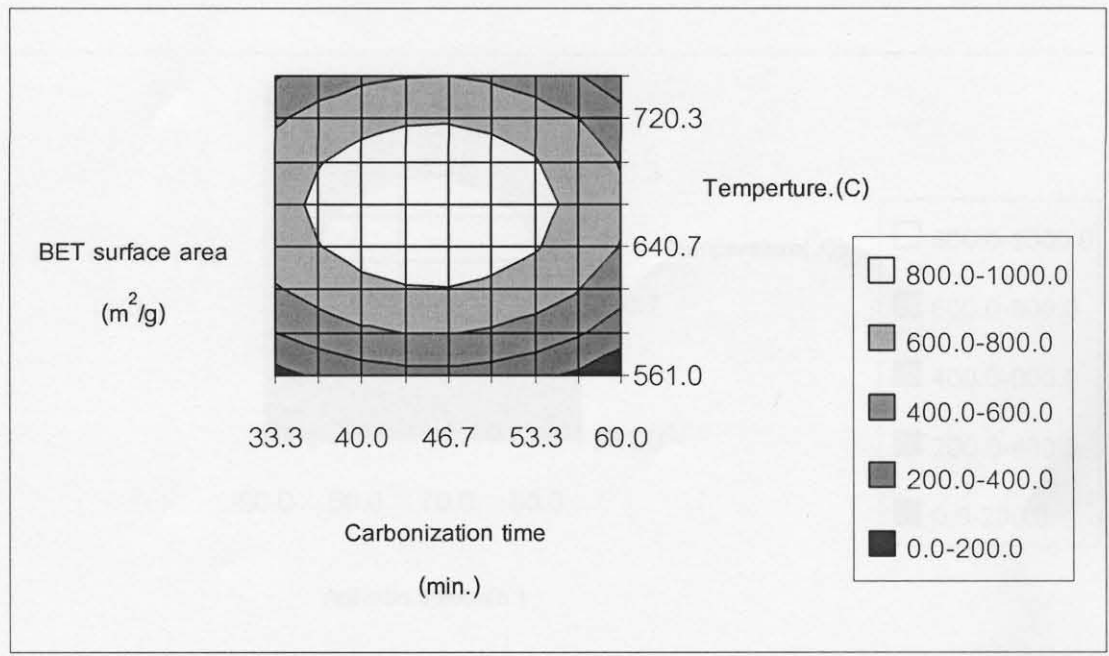 720.3
Temperture.(C)
BET surface area
(m²/g)
640.7
561.0
33.3 40.0 46.7 53.3 60.0
Carbonization time
(min.)
800.0-1000.0
600.0-800.0
400.0-600.0
200.0-400.0
0.0-200.0